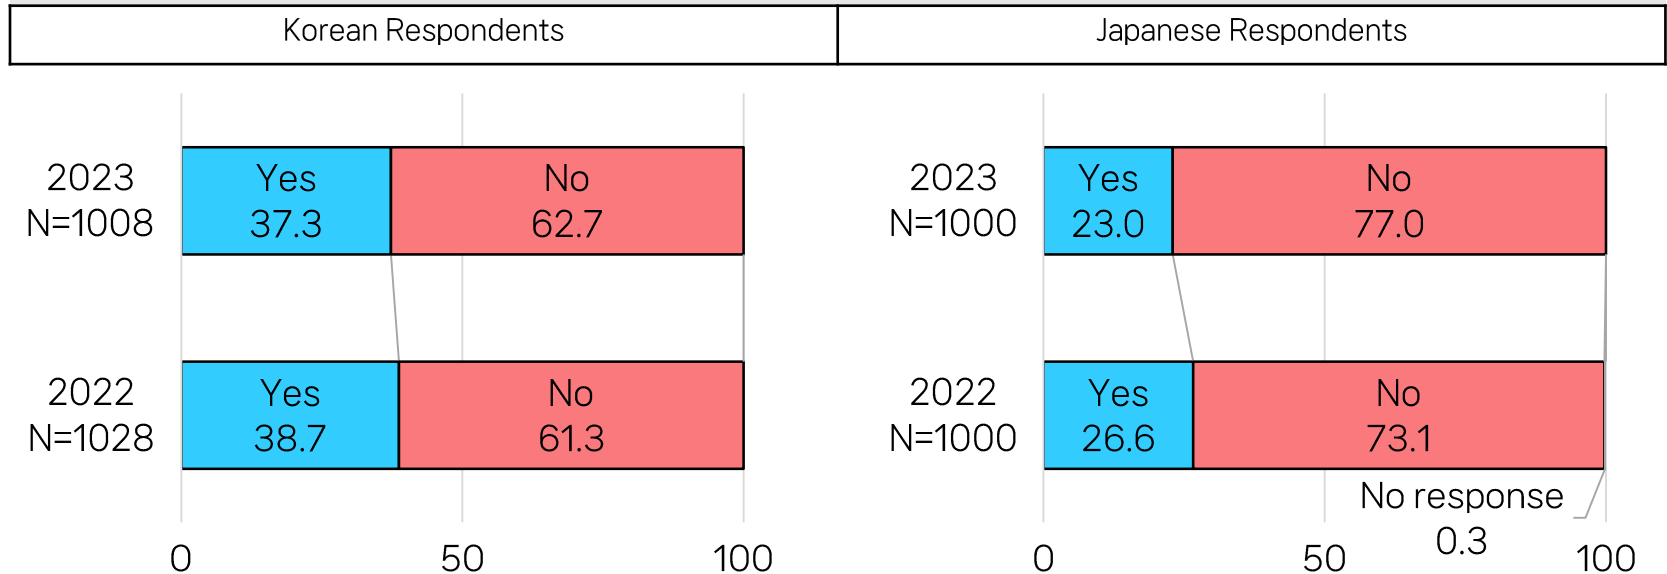 Korean Respondents
Japanese Respondents
2023
N=1008
Yes
37.3
No
62.7
2022
N=1028
Yes
38.7
No
61.3
0
50
100
2023
N=1000
Yes
23.0
No
77.0
2022
N=1000
Yes
26.6
No
73.1
No response
0.3
0
50
100